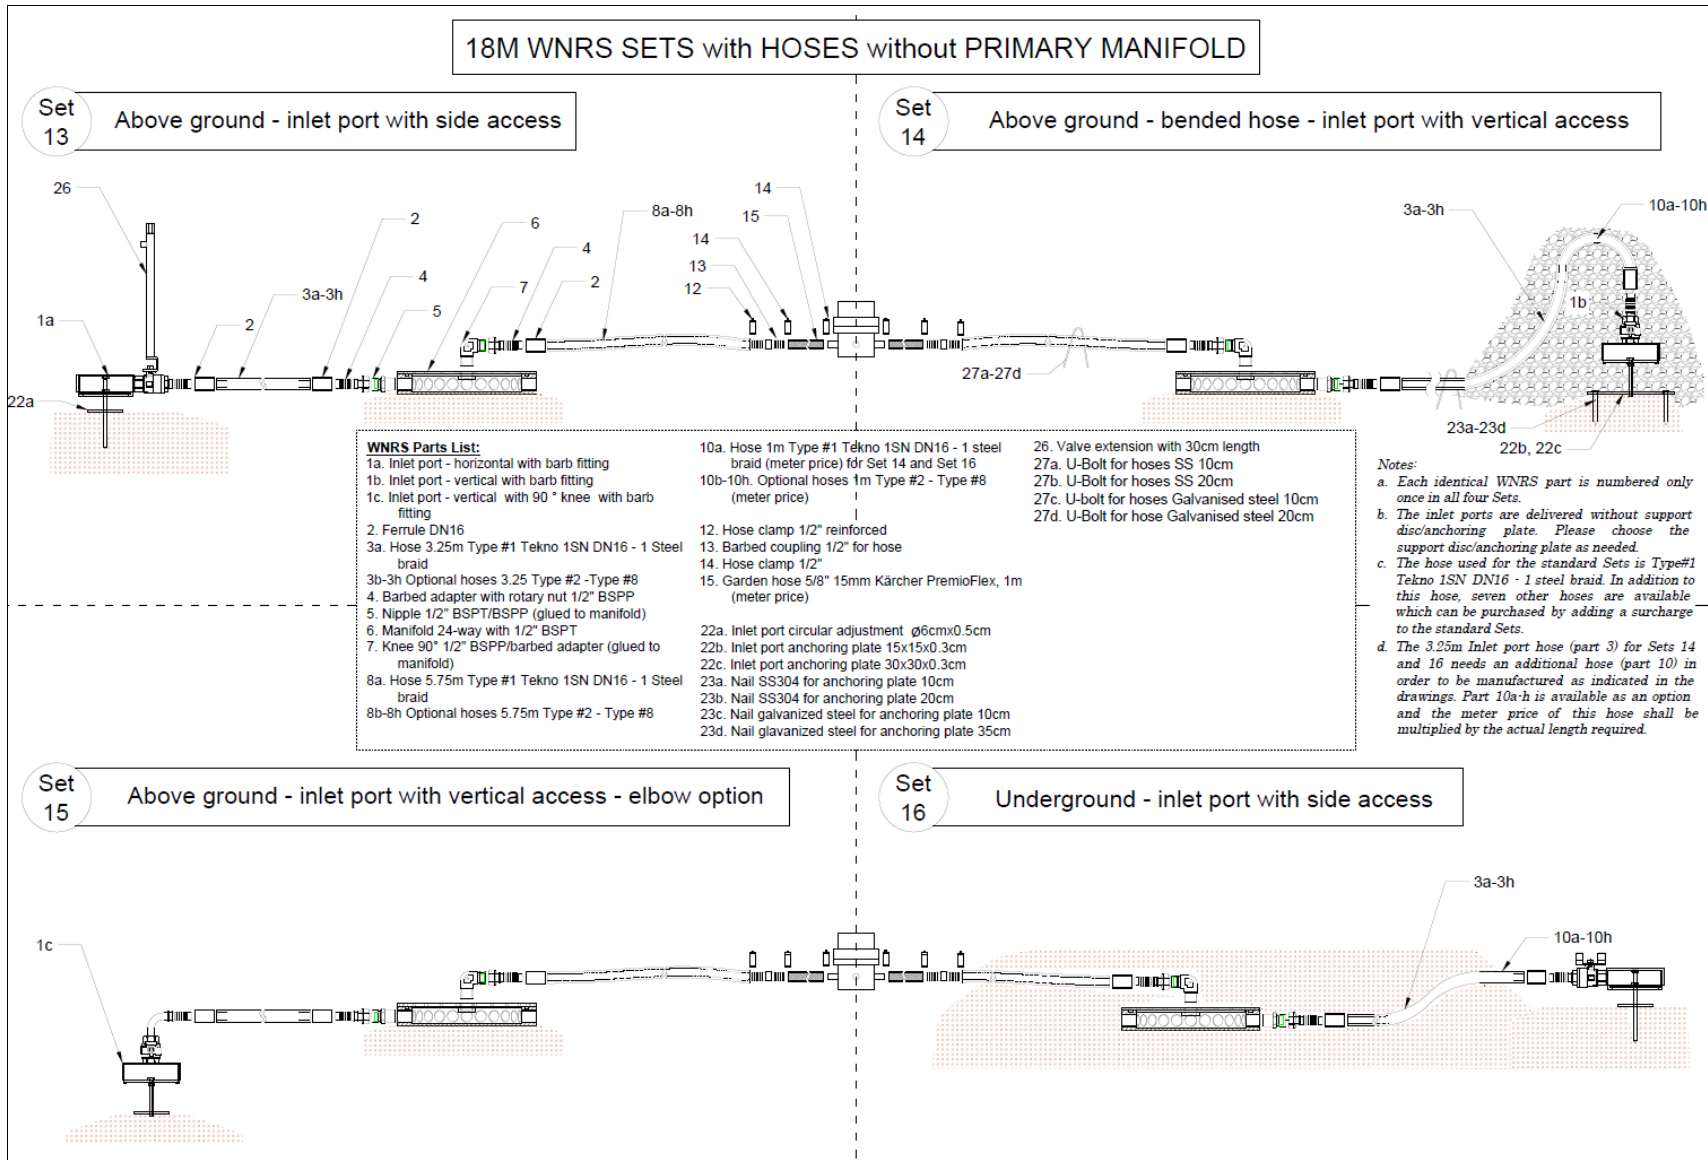 18M WNRS SETS with HOSES without PRIMARY MANIFOLD
Set
13
Above ground - inlet port with side access
Set
14
Above ground - bended hose - inlet port with vertical access
26
2
6
8a-8h
14
15
14
13
12
4
7
2
4
3a-3h
5
1a
2
22a
3a-3h
10a-10h
1b
27a-27d
23a-23d
22b, 22c
WNRS Parts List:
1a. Inlet port - horizontal with barb fitting
1b. Inlet port - vertical with barb fitting
1c. Inlet port - vertical with 90 ° knee with barb
fitting
2. Ferrule DN16
3a. Hose 3.25m Type #1 Tekno 1SN DN16 - 1 Steel
braid
3b-3h Optional hoses 3.25 Type #2 -Type #8
4. Barbed adapter with rotary nut 1/2" BSPP
5. Nipple 1/2" BSPT/BSPP (glued to manifold)
6. Manifold 24-way with 1/2" BSPT
7. Knee 90° 1/2" BSPP/barbed adapter (glued to
manifold)
8a. Hose 5.75m Type #1 Tekno 1SN DN16 - 1 Steel
braid
8b-8h Optional hoses 5.75m Type #2 - Type #8
10a. Hose 1m Type #1 Tekno 1SN DN16 - 1 steel
braid (meter price) for Set 14 and Set 16
10b-10h. Optional hoses 1m Type #2 - Type #8
(meter price)
12. Hose clamp 1/2" reinforced
13. Barbed coupling 1/2" for hose
14. Hose clamp 1/2"
15. Garden hose 5/8" 15mm Kärcher PremioFlex, 1m
(meter price)
22a. Inlet port circular adjustment ø6cmx0.5cm
22b. Inlet port anchoring plate 15x15x0.3cm
22c. Inlet port anchoring plate 30x30x0.3cm
23a. Nail SS304 for anchoring plate 10cm
23b. Nail SS304 for anchoring plate 20cm
23c. Nail galvanized steel for anchoring plate 10cm
23d. Nail glavanized steel for anchoring plate 35cm
26. Valve extension with 30cm length
27a. U-Bolt for hoses SS 10cm
27b. U-Bolt for hoses SS 20cm
27c. U-bolt for hoses Galvanised steel 10cm
27d. U-Bolt for hose Galvanised steel 20cm
Notes:
a. Each identical WNRS part is numbered only
once in all four Sets.
b. The inlet ports are delivered without support
disc/anchoring plate. Please choose the
support disc/anchoring plate as needed.
c. The hose used for the standard Sets is Type#1
Tekno 1SN DN16 - 1 steel braid. In addition to
this hose, seven other hoses are available
which can be purchased by adding a surcharge
to the standard Sets.
d. The 3.25m Inlet port hose (part 3) for Sets 14
and 16 needs an additional hose (part 10) in
order to be manufactured as indicated in the
drawings. Part 10a-h is available as an option
and the meter price of this hose shall be
multiplied by the actual length required.
Set
15
Above ground - inlet port with vertical access - elbow option
Set
16
Underground - inlet port with side access
1c
3a-3h
10a-10h